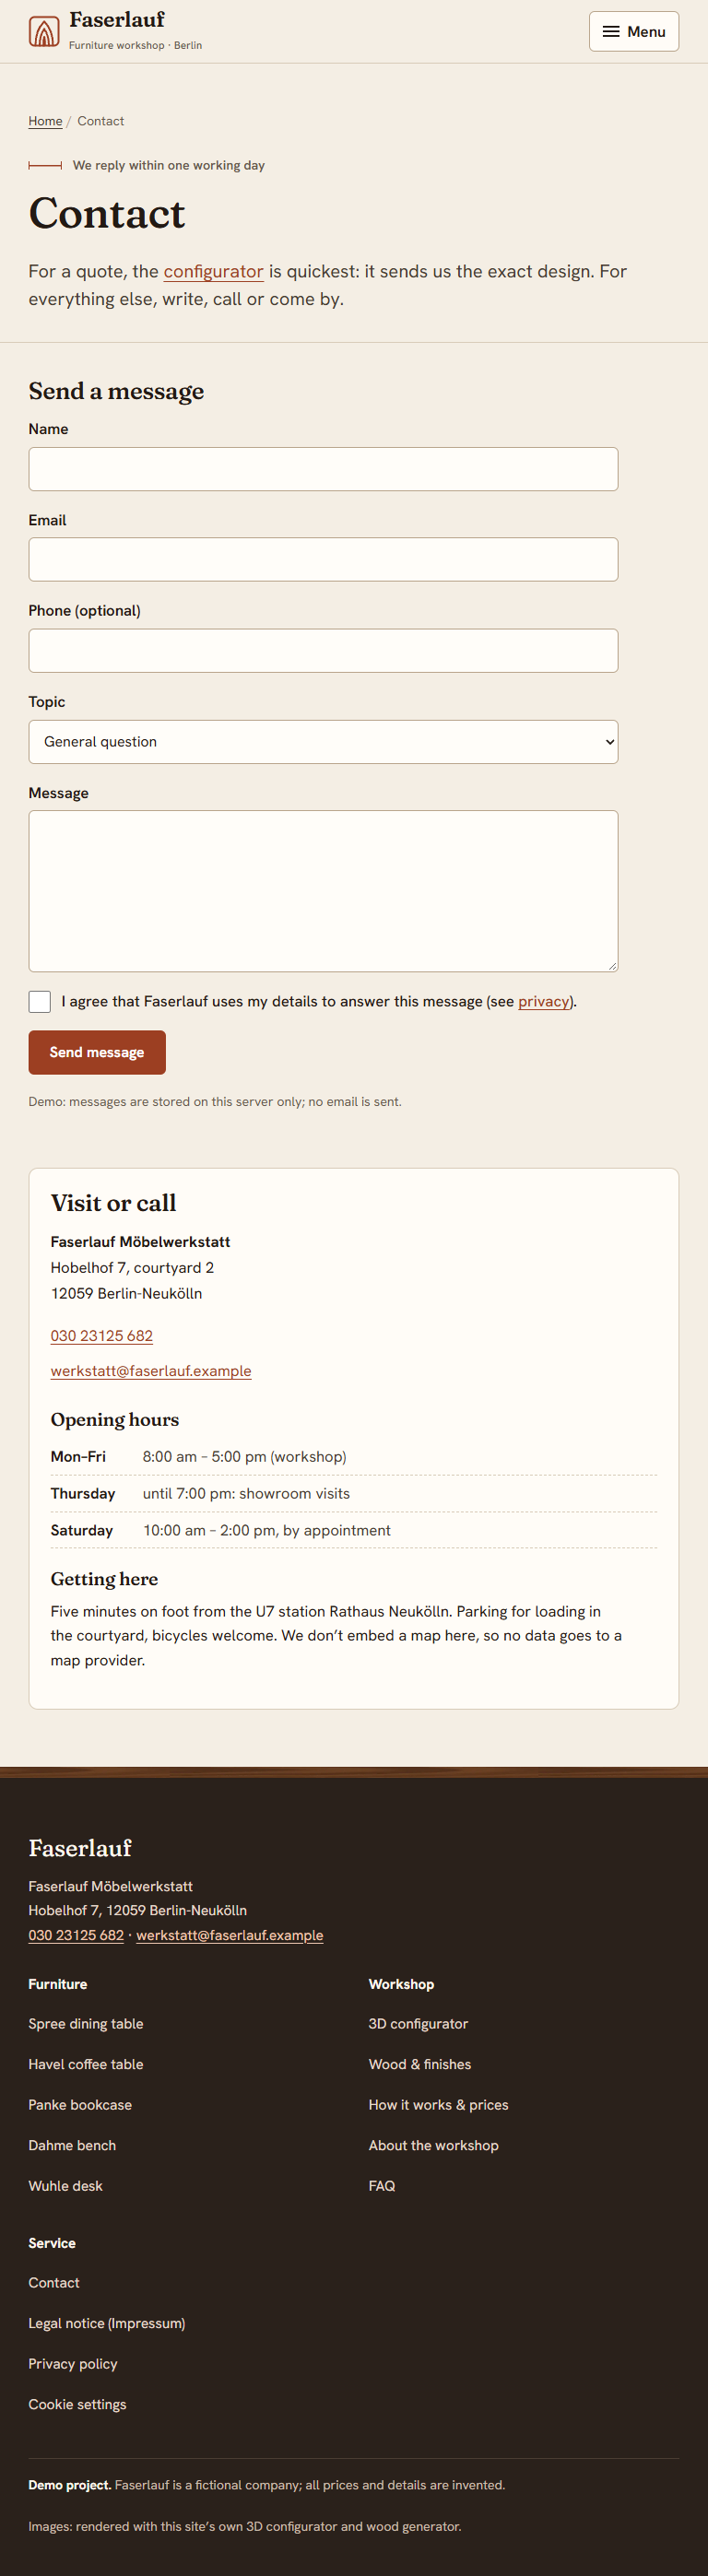 Faserlauf
Furniture workshop · Berlin
Menu
Home / Contact
We reply within one working day
Contact
For a quote, the configurator is quickest: it sends us the exact design. For
everything else, write, call or come by.
Send a message
Name
Email
Phone (optional)
Topic
General question
Message
I agree that Faserlauf uses my details to answer this message (see privacy).
Send message
Demo: messages are stored on this server only; no email is sent.
Visit or call
Faserlauf Möbelwerkstatt
Hobelhof 7, courtyard 2
12059 Berlin-Neukölln
030 23125 682
werkstatt@faserlauf.example
Opening hours
Mon–Fri 8:00 am – 5:00 pm (workshop)
Thursday until 7:00 pm: showroom visits
Saturday 10:00 am – 2:00 pm, by appointment
Getting here
Five minutes on foot from the U7 station Rathaus Neukölln. Parking for loading in
the courtyard, bicycles welcome. We don’t embed a map here, so no data goes to a
map provider.
Faserlauf
Faserlauf Möbelwerkstatt
Hobelhof 7, 12059 Berlin-Neukölln
030 23125 682 · werkstatt@faserlauf.example
Furniture
Spree dining table
Havel coffee table
Panke bookcase
Dahme bench
Wuhle desk
Workshop
3D configurator
Wood & finishes
How it works & prices
About the workshop
FAQ
Service
Contact
Legal notice (Impressum)
Privacy policy
Cookie settings
Demo project. Faserlauf is a fictional company; all prices and details are invented.
Images: rendered with this site’s own 3D configurator and wood generator.